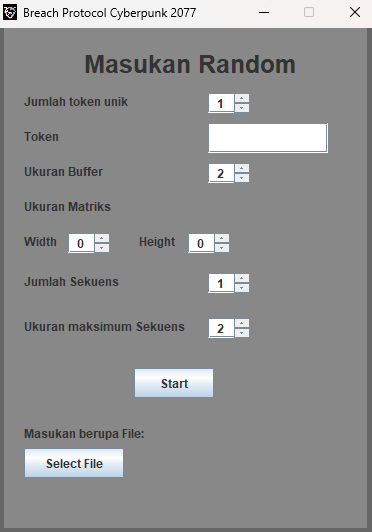 Breach Protocol Cyberpunk 2077
Masukan Random
Jumlah token unik 1
Token
Ukuran Buffer 2
Ukuran Matriks
Width 0 Height 0
Jumlah Sekuens 1
Ukuran maksimum Sekuens 2
Start
Masukan berupa File:
Select File